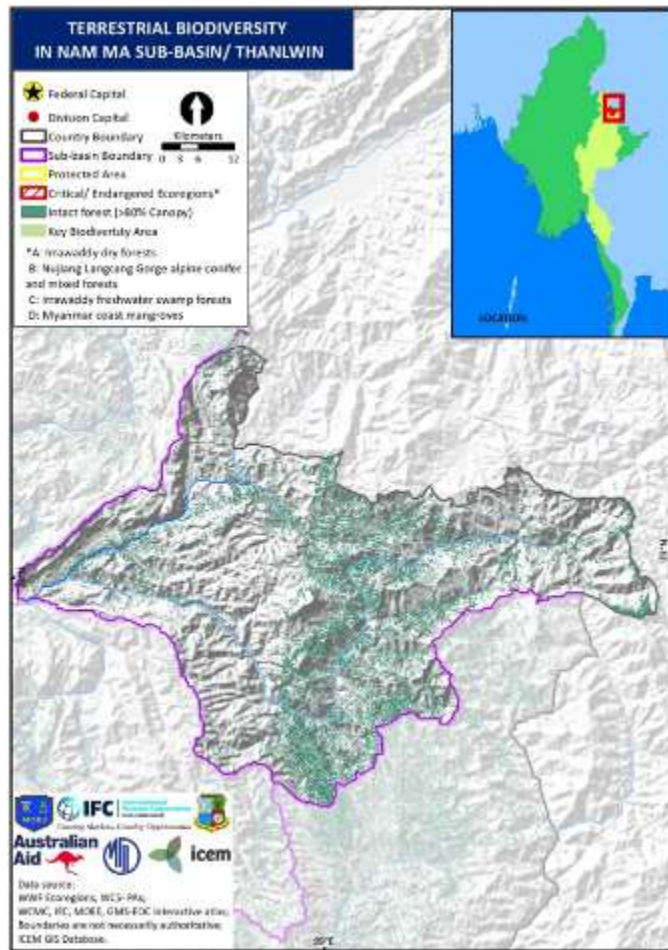 TERRESTRIAL BIODIVERSITY
IN NAM MA SUB-BASIN/ THANLWIN
Federal Capital
Division Capital
Country Boundary
Sub-basin Boundary
Protected Area
Critical/ Endangered Ecoregions*
Intact forest (>80% Canopy)
Key Biodiversity Area
Kilometers
0 3 6 12
*A: Irrawaddy dry forests
B: Nujiang Langcang Gorge alpine conifer
and mixed forests
C: Irrawaddy freshwater swamp forests
D: Myanmar coast mangroves
LOCATION
IFC
Australian
Aid
icem
Data source:
WWF Ecoregions, WCS- PAs,
WCMC, IFC, MOEE, GMS-EOC interactive atlas;
Boundaries are not necessarily authoritative;
ICEM GIS Database.